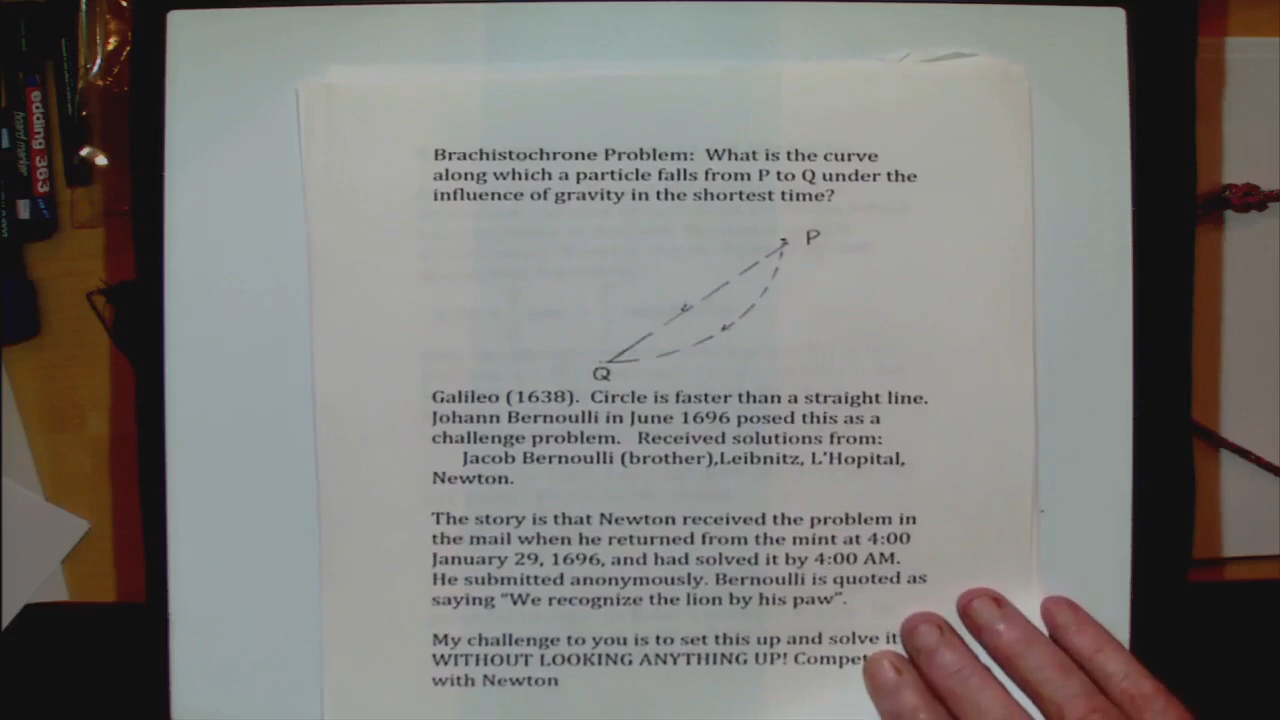 edding 363
board marker
Brachistochrone Problem:  What is the curve
along which a particle falls from P to Q under the
influence of gravity in the shortest time?
P
Q
Galileo (1638).  Circle is faster than a straight line.
Johann Bernoulli in June 1696 posed this as a
challenge problem.   Received solutions from:
Jacob Bernoulli (brother),Leibnitz, L'Hopital,
Newton.
The story is that Newton received the problem in
the mail when he returned from the mint at 4:00
January 29, 1696, and had solved it by 4:00 AM.
He submitted anonymously. Bernoulli is quoted as
saying "We recognize the lion by his paw".
My challenge to you is to set this up and solve it
WITHOUT LOOKING ANYTHING UP! Compet
with Newton